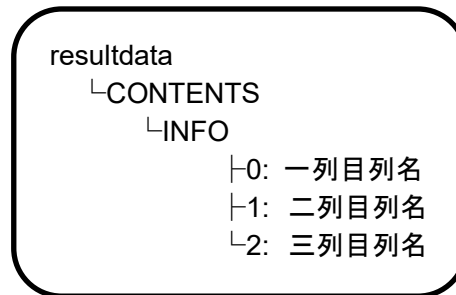 resultdata
└CONTENTS
└INFO
├0: 一列目列名
├1: 二列目列名
└2: 三列目列名